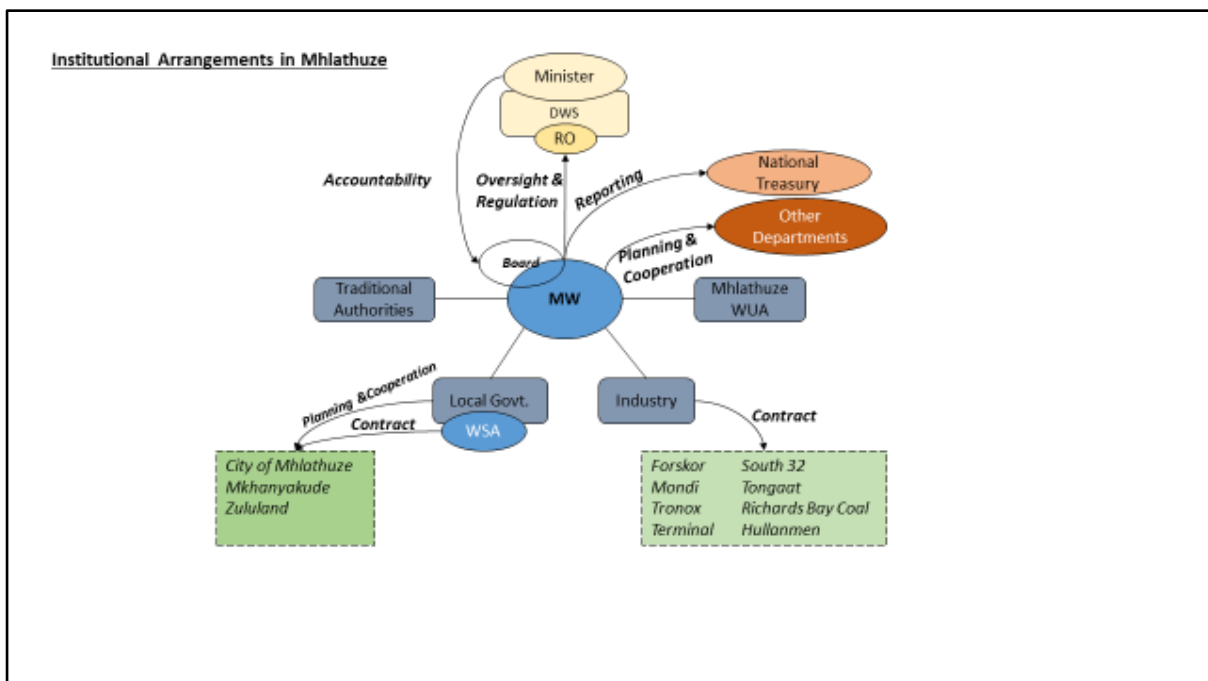 Institutional Arrangements in Mhlathuze
Minister
DWS
RO
Accountability
Oversight &
Regulation
Reporting
National
Treasury
Other
Departments
Planning &
Cooperation
Board
MW
Traditional
Authorities
Mhlathuze
WUA
Planning &Cooperation
Local Govt.
WSA
Contract
Industry
Contract
City of Mhlathuze
Mkhanyakude
Zululand
Forskor South 32
Mondi Tongaat
Tronox Richards Bay Coal
Terminal Hullanmen